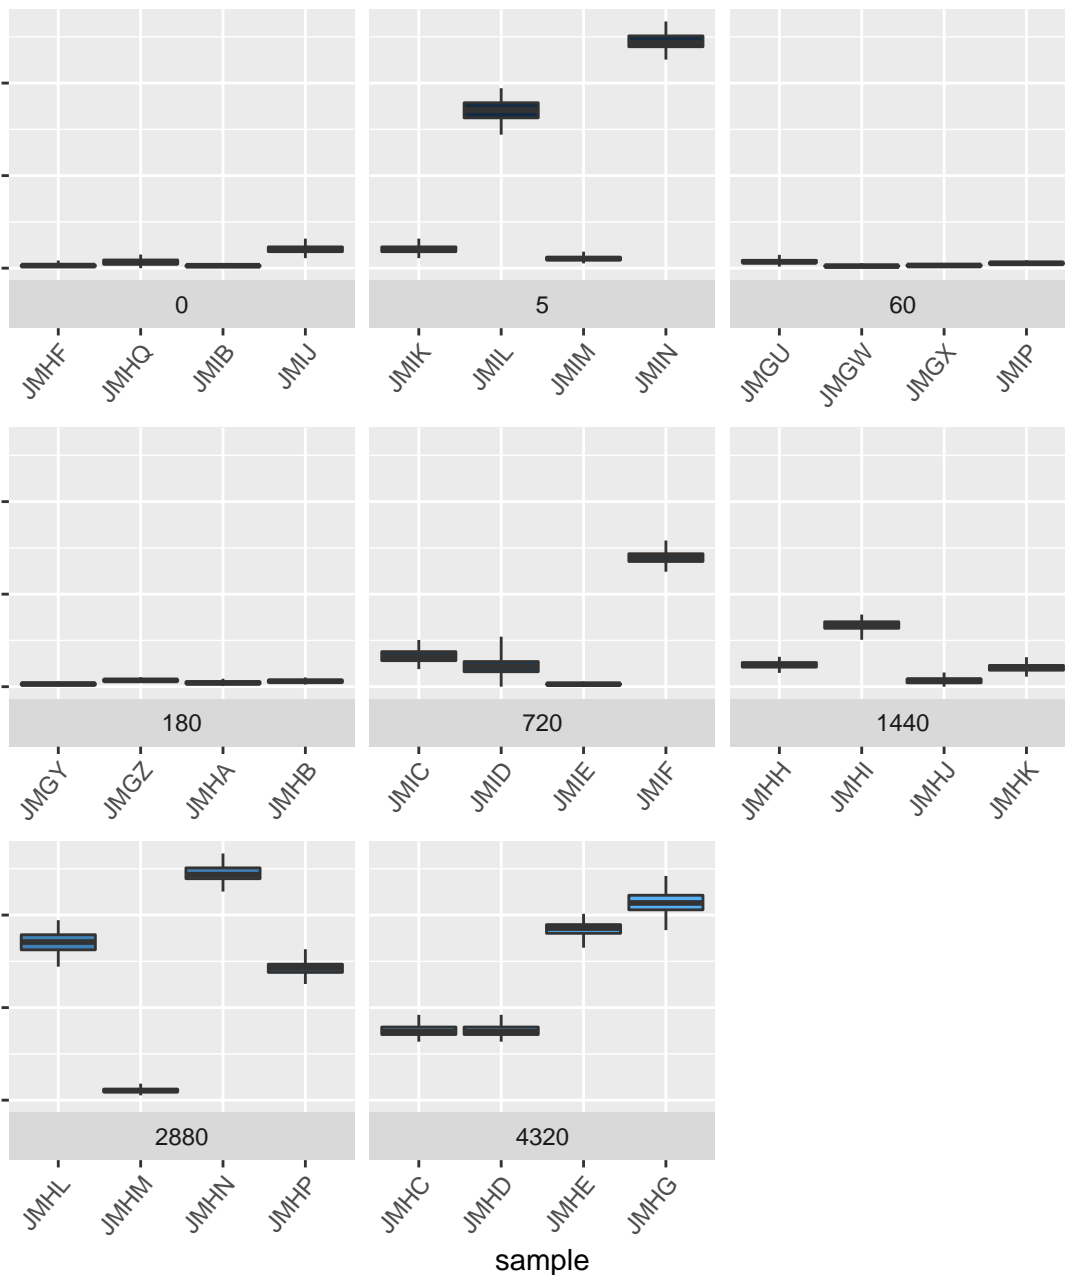 0 5 60
JMHF JMHQ JMIB JMIJ JMIK JMIL JMIM JMIN JMGU JMGW JMGX JMIP
180 720 1440
JMGY JMGZ JMHA JMHB JMIC JMID JMIE JMIF JMHH JMHI JMHJ JMHK
2880 4320
JMHL JMHM JMHN JMHP JMHC JMHD JMHE JMHG
sample